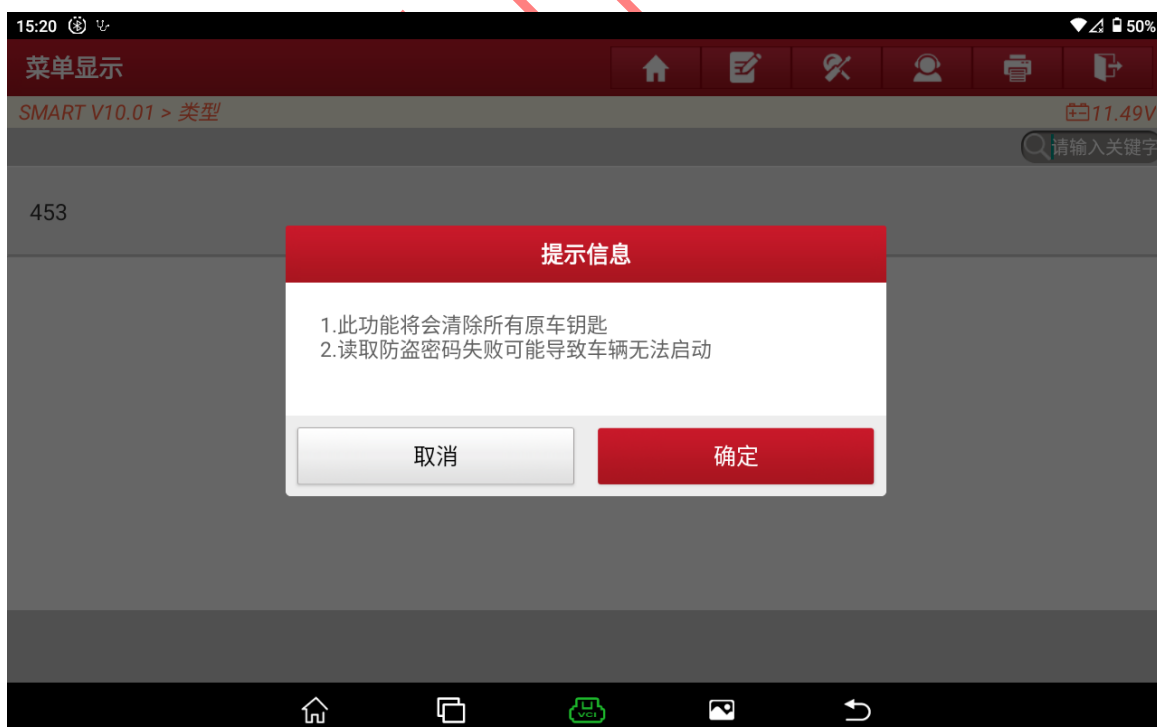 15:20
50%
菜单显示
SMART V10.01 > 类型
11.49V
请输入关键字
453
提示信息
1.此功能将会清除所有原车钥匙
2.读取防盗密码失败可能导致车辆无法启动
取消
确定
VCI